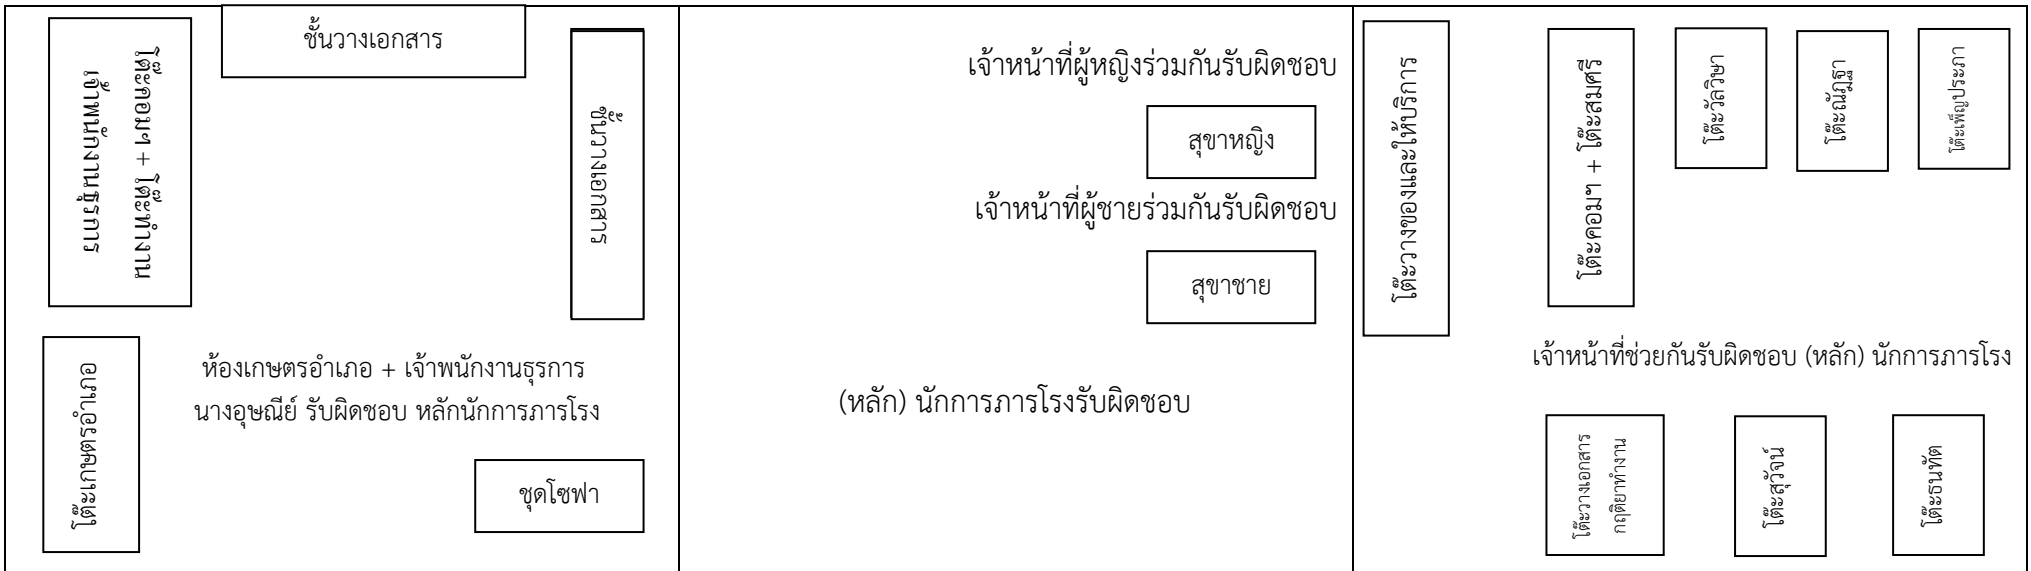 โต๊ะคอมฯ + โต๊ะทำงาน
เจ้าพนักงานธุรการ
ชั้นวางเอกสาร
ชั้นวางเอกสาร
โต๊ะเกษตรอำเภอ
ห้องเกษตรอำเภอ + เจ้าพนักงานธุรการ
นางอุษณีย์ รับผิดชอบ หลักนักการภารโรง
ชุดโซฟา
เจ้าหน้าที่ผู้หญิงร่วมกันรับผิดชอบ
สุขาหญิง
เจ้าหน้าที่ผู้ชายร่วมกันรับผิดชอบ
สุขาชาย
(หลัก) นักการภารโรงรับผิดชอบ
โต๊ะวางของและให้บริการ
โต๊ะคอมฯ + โต๊ะสมศรี
โต๊ะวัลวิษา
โต๊ะณัฏฐา
โต๊ะเพ็ญประภา
เจ้าหน้าที่ช่วยกันรับผิดชอบ (หลัก) นักการภารโรง
โต๊ะวางเอกสาร
กฤติยาทำงาน
โต๊ะสุวัจน์
โต๊ะธนทัต